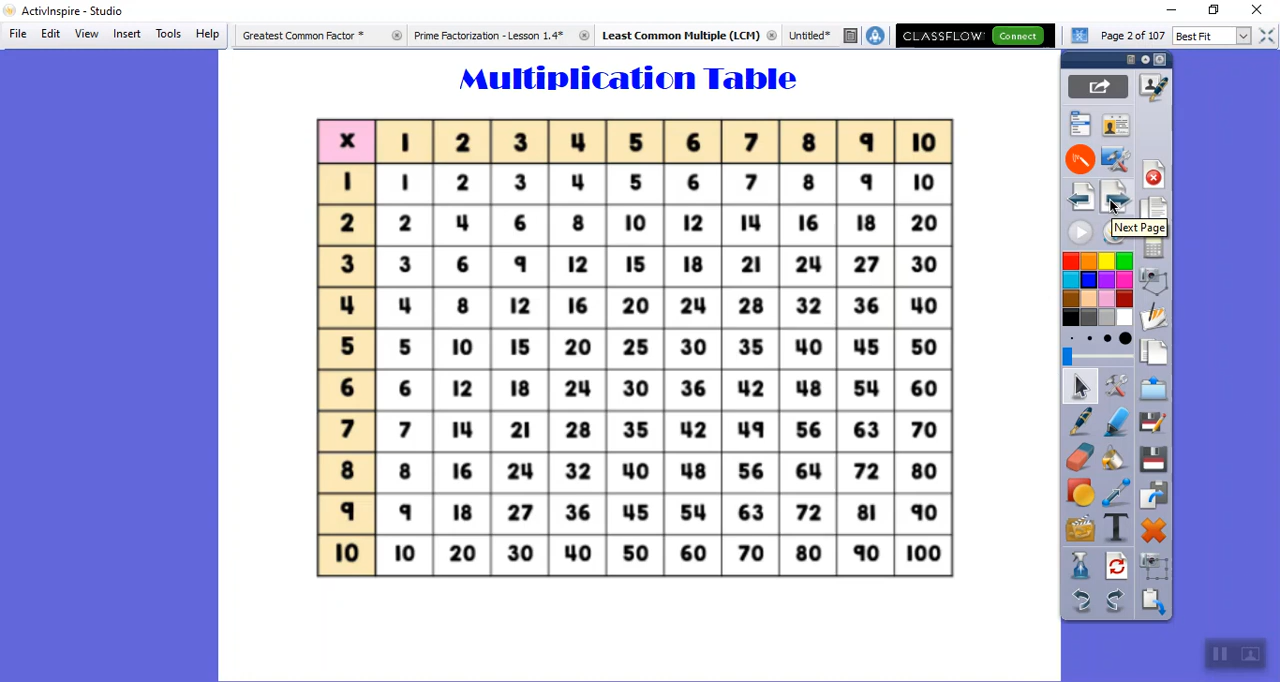 ActivInspire - Studio
File Edit View Insert Tools Help
Greatest Common Factor * Prime Factorization - Lesson 1.4* Least Common Multiple (LCM) Untitled* CLASSFLOW Connect Page 2 of 107 Best Fit
Multiplication Table
X 1 2 3 4 5 6 7 8 9 10
1 1 2 3 4 5 6 7 8 9 10
2 2 4 6 8 10 12 14 16 18 20
3 3 6 9 12 15 18 21 24 27 30
4 4 8 12 16 20 24 28 32 36 40
5 5 10 15 20 25 30 35 40 45 50
6 6 12 18 24 30 36 42 48 54 60
7 7 14 21 28 35 42 49 56 63 70
8 8 16 24 32 40 48 56 64 72 80
9 9 18 27 36 45 54 63 72 81 90
10 10 20 30 40 50 60 70 80 90 100
Next Page